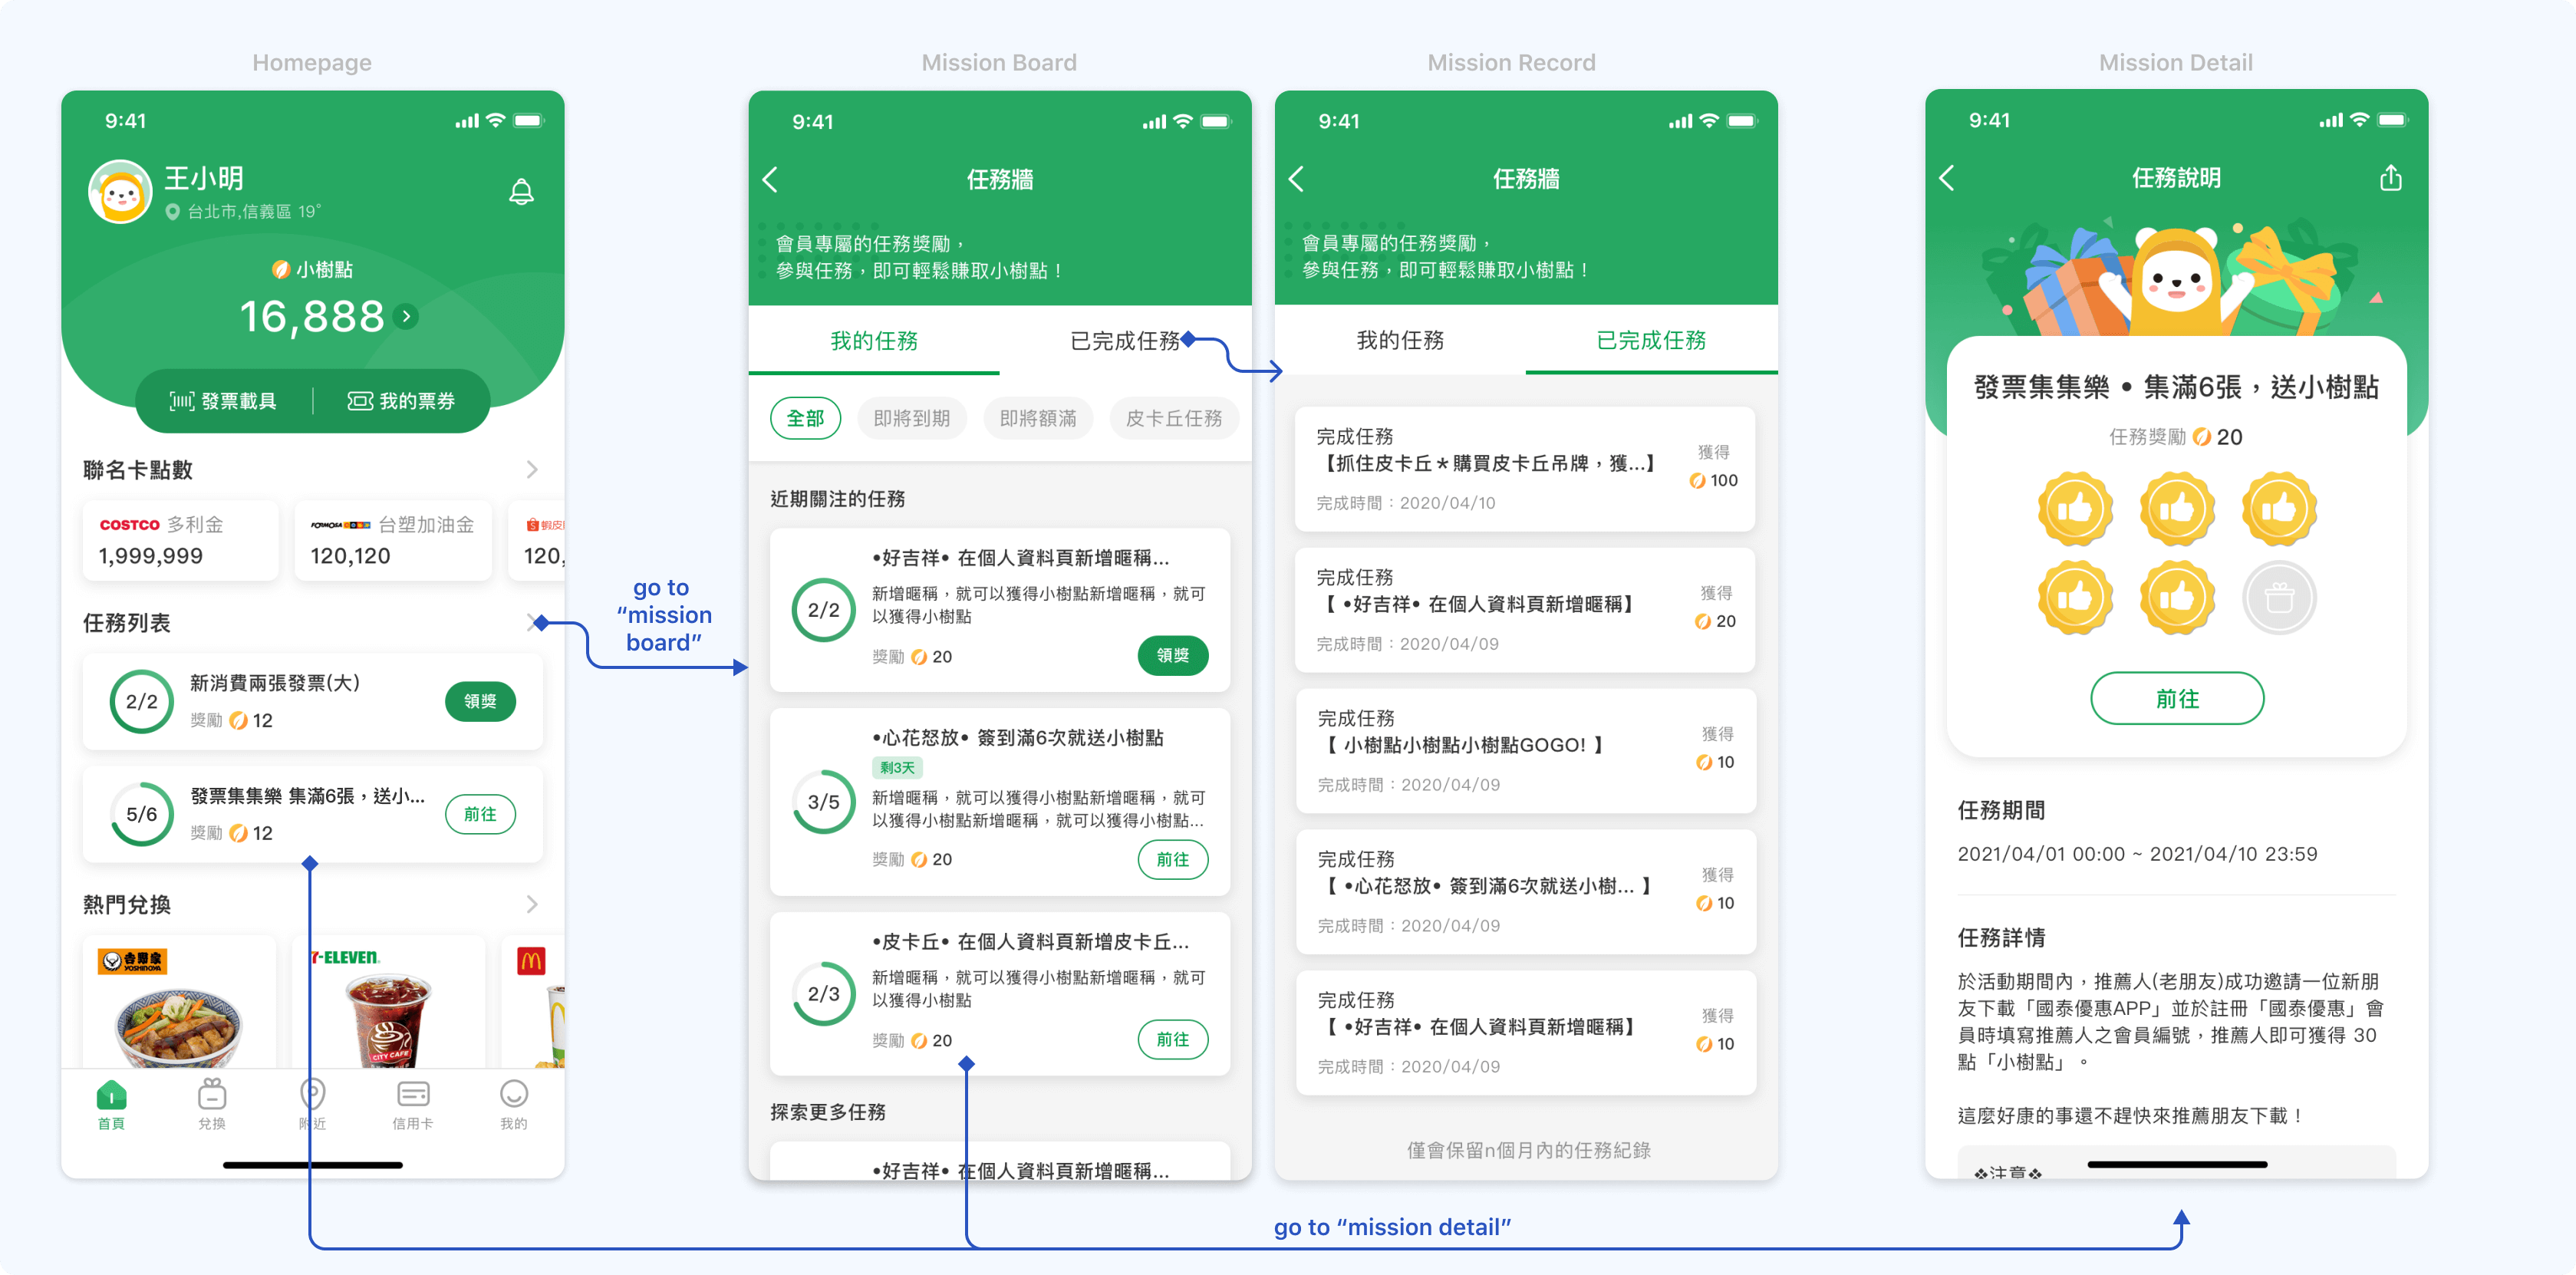 Homepage
9:41
王小明
台北市,信義區 19°
小樹點
16,888
發票載具
我的票券
聯名卡點數
COSTCO 多利金
1,999,999
FORMOSA 台塑加油金
120,120
蝦皮
120,
任務列表
2/2
新消費兩張發票(大)
獎勵 12
領獎
5/6
發票集集樂 集滿6張，送小...
獎勵 12
前往
熱門兌換
吉野家
YOSHINOYA
7-ELEVEN
CITY CAFE
首頁
兌換
附近
信用卡
我的
go to
“mission
board”
Mission Board
9:41
任務牆
會員專屬的任務獎勵，
參與任務，即可輕鬆賺取小樹點！
我的任務
已完成任務
全部
即將到期
即將額滿
皮卡丘任務
近期關注的任務
•好吉祥• 在個人資料頁新增暱稱...
2/2
新增暱稱，就可以獲得小樹點新增暱稱，就可
以獲得小樹點
獎勵 20
領獎
•心花怒放• 簽到滿6次就送小樹點
剩3天
3/5
新增暱稱，就可以獲得小樹點新增暱稱，就可
以獲得小樹點新增暱稱，就可以獲得小樹點...
獎勵 20
前往
•皮卡丘• 在個人資料頁新增皮卡丘...
2/3
新增暱稱，就可以獲得小樹點新增暱稱，就可
以獲得小樹點
獎勵 20
前往
探索更多任務
•好吉祥• 在個人資料頁新增暱稱...
Mission Record
9:41
任務牆
會員專屬的任務獎勵，
參與任務，即可輕鬆賺取小樹點！
我的任務
已完成任務
完成任務
【抓住皮卡丘＊購買皮卡丘吊牌，獲...】
完成時間：2020/04/10
獲得
100
完成任務
【 •好吉祥• 在個人資料頁新增暱稱】
完成時間：2020/04/09
獲得
20
完成任務
【 小樹點小樹點小樹點GOGO! 】
完成時間：2020/04/09
獲得
10
完成任務
【 •心花怒放• 簽到滿6次就送小樹... 】
完成時間：2020/04/09
獲得
10
完成任務
【 •好吉祥• 在個人資料頁新增暱稱】
完成時間：2020/04/09
獲得
10
僅會保留n個月內的任務紀錄
go to “mission detail”
Mission Detail
9:41
任務說明
發票集集樂 • 集滿6張，送小樹點
任務獎勵 20
前往
任務期間
2021/04/01 00:00 ~ 2021/04/10 23:59
任務詳情
於活動期間內，推薦人(老朋友)成功邀請一位新朋
友下載「國泰優惠APP」並於註冊「國泰優惠」會
員時填寫推薦人之會員編號，推薦人即可獲得 30
點「小樹點」。
這麼好康的事還不趕快來推薦朋友下載！
❖注意❖